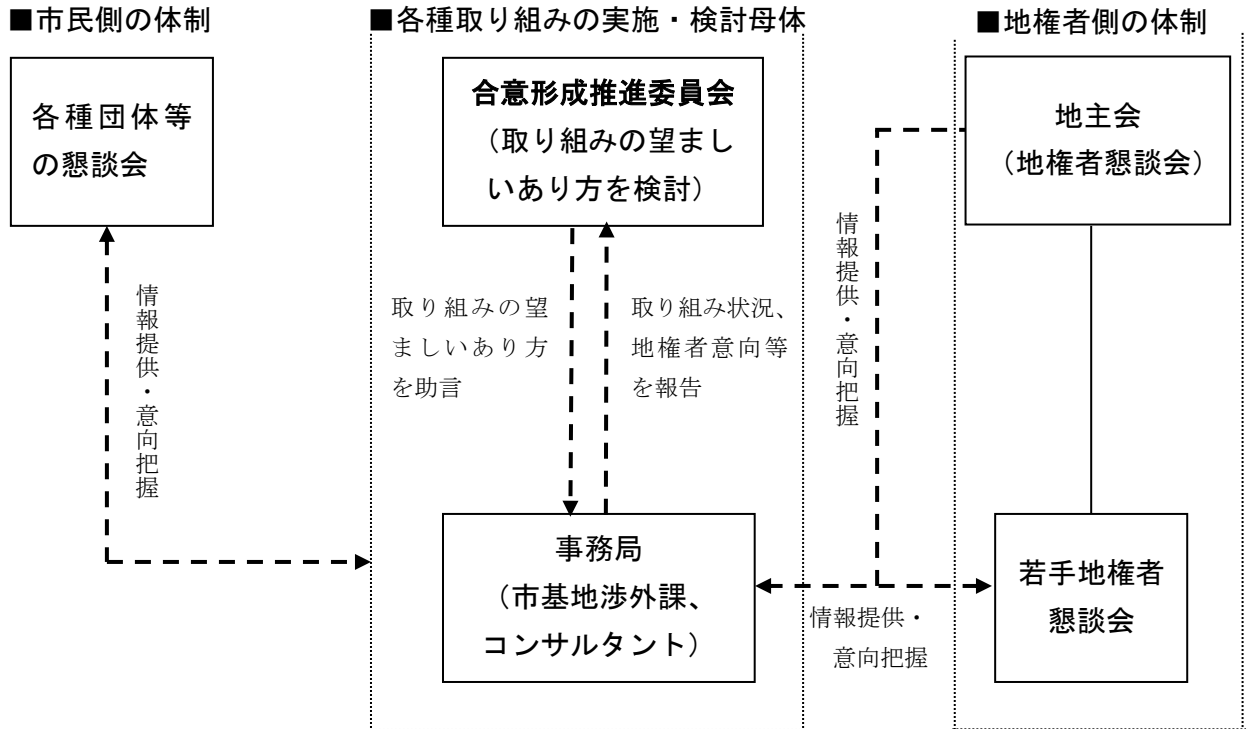 ■市民側の体制
■各種取り組みの実施・検討母体
■地権者側の体制
各種団体等
の懇談会
合意形成推進委員会
（取り組みの望まし
いあり方を検討）
地主会
（地権者懇談会）
情報提供・意向把握
取り組みの望
ましいあり方
を助言
取り組み状況、
地権者意向等
を報告
情報提供・意向把握
事務局
（市基地渉外課、
コンサルタント）
情報提供・
意向把握
若手地権者
懇談会